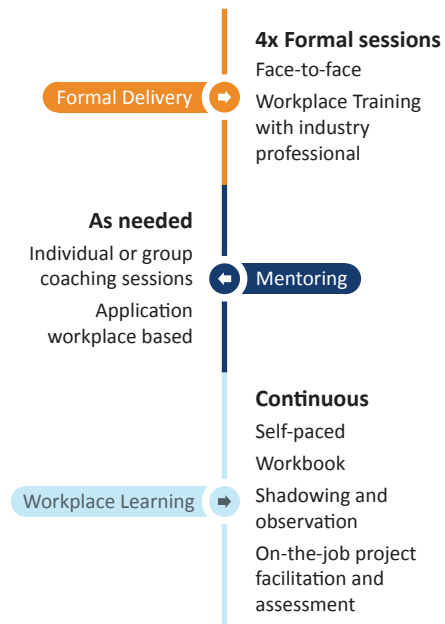 4x Formal sessions
Face-to-face
Formal Delivery
Workplace Training
with industry
professional
As needed
Individual or group
coaching sessions
Mentoring
Application
workplace based
Continuous
Self-paced
Workbook
Workplace Learning
Shadowing and
observation
On-the-job project
facilitation and
assessment